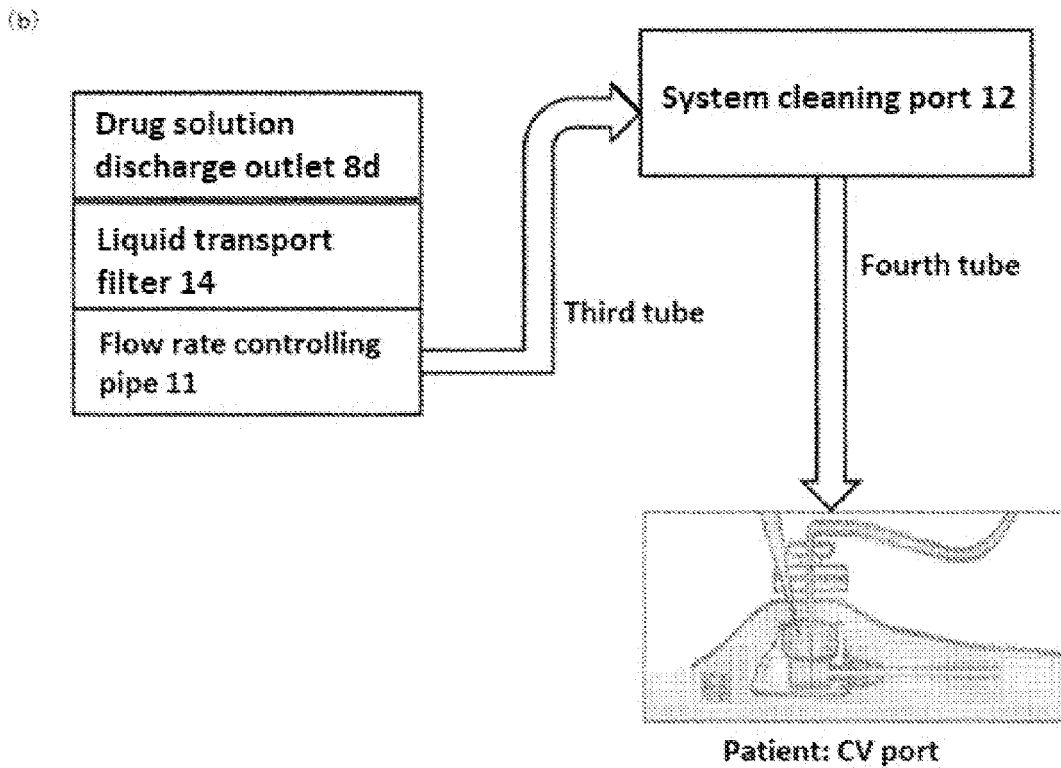 (b)
Drug solution
discharge outlet 8d
Liquid transport
filter 14
Flow rate controlling
pipe 11
Third tube
System cleaning port 12
Fourth tube
Patient: CV port